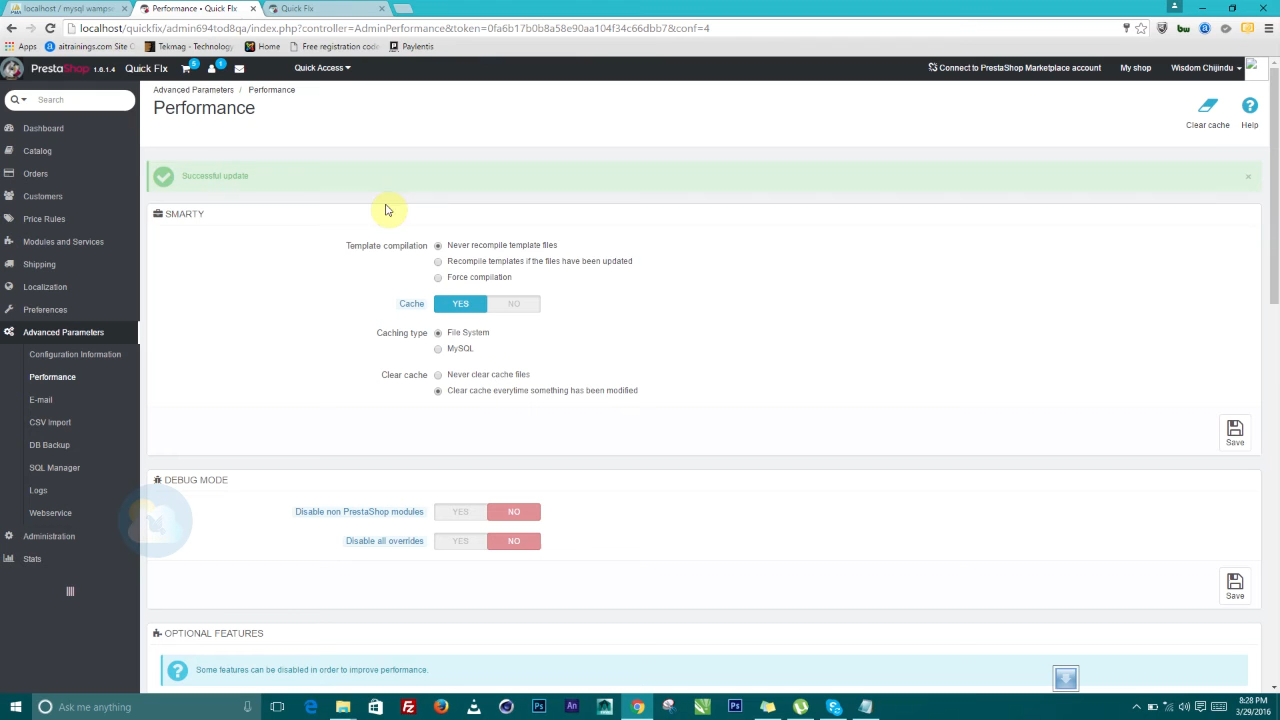 localhost / mysql wampse
Performance • Quick FIx
Quick FIx
localhost/quickfix/admin694tod8qa/index.php?controller=AdminPerformance&token=0fa6b17b0b8a58e90aa104f34c66dbb7&conf=4
Apps
aitrainings.com Site
Tekmag - Technology
Home
Free registration code
Paylentis
PrestaShop 1.6.1.4 Quick FIx 5 1
Quick Access
Connect to PrestaShop Marketplace account
My shop
Wisdom Chijindu
Search
Advanced Parameters / Performance
Performance
Clear cache
Help
Dashboard
Catalog
Orders
Customers
Price Rules
Modules and Services
Shipping
Localization
Preferences
Advanced Parameters
Configuration Information
Performance
E-mail
CSV Import
DB Backup
SQL Manager
Logs
Webservice
Administration
Stats
Successful update
SMARTY
Template compilation
Never recompile template files
Recompile templates if the files have been updated
Force compilation
Cache YES NO
Caching type
File System
MySQL
Clear cache
Never clear cache files
Clear cache everytime something has been modified
Save
DEBUG MODE
Disable non PrestaShop modules YES NO
Disable all overrides YES NO
Save
OPTIONAL FEATURES
Some features can be disabled in order to improve performance.
Ask me anything
8:28 PM
3/29/2016